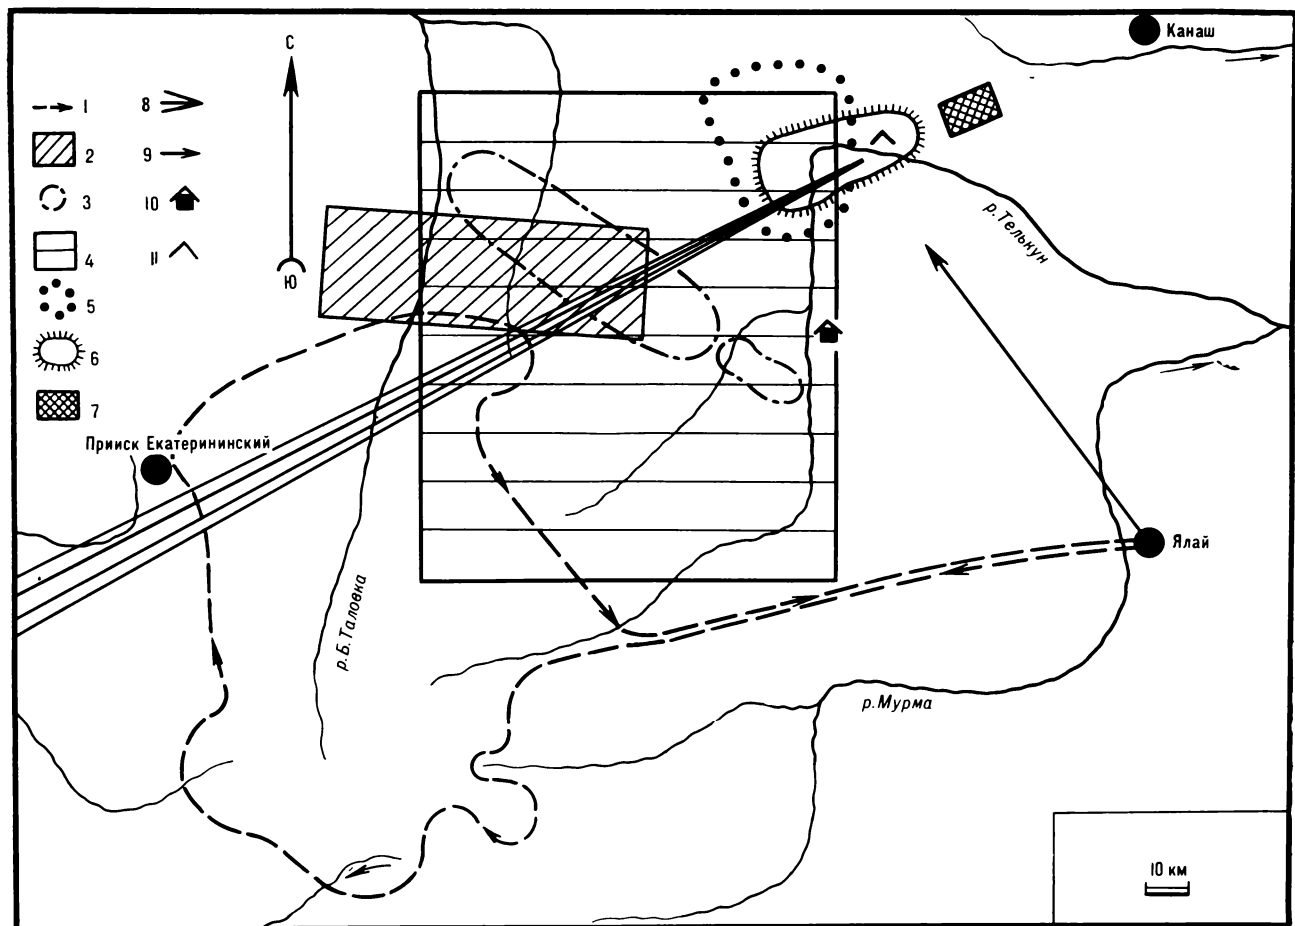 Канаш
С
1
8
2
9
3
10
4
11
Ю
5
6
7
р.Телькун
Прииск Екатерининский
Ялай
р.Б.Таловка
р.Мурма
10 км